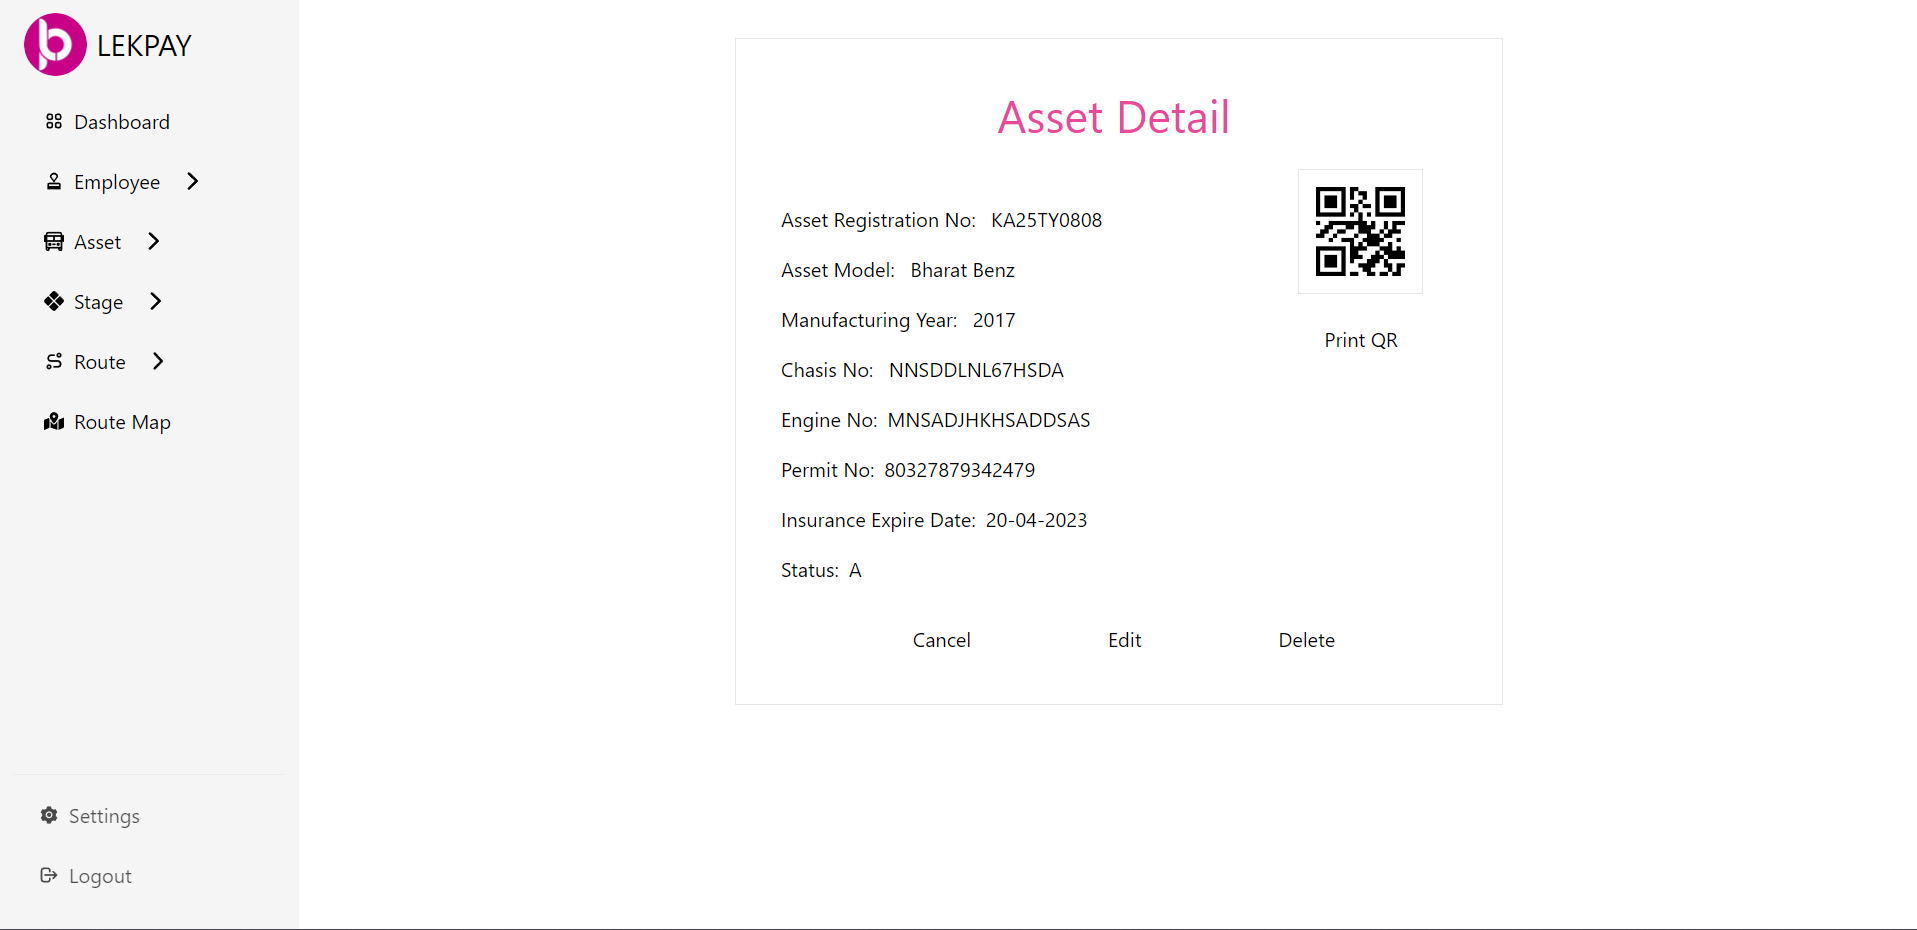 LEKPAY
Dashboard
Employee
Asset
Stage
Route
Route Map
Settings
Logout
Asset Detail
Asset Registration No: KA25TY0808
Asset Model: Bharat Benz
Manufacturing Year: 2017
Chasis No: NNSDDLNL67HSDA
Engine No: MNSADJHKHSADDSAS
Permit No: 80327879342479
Insurance Expire Date: 20-04-2023
Status: A
Print QR
Cancel Edit Delete